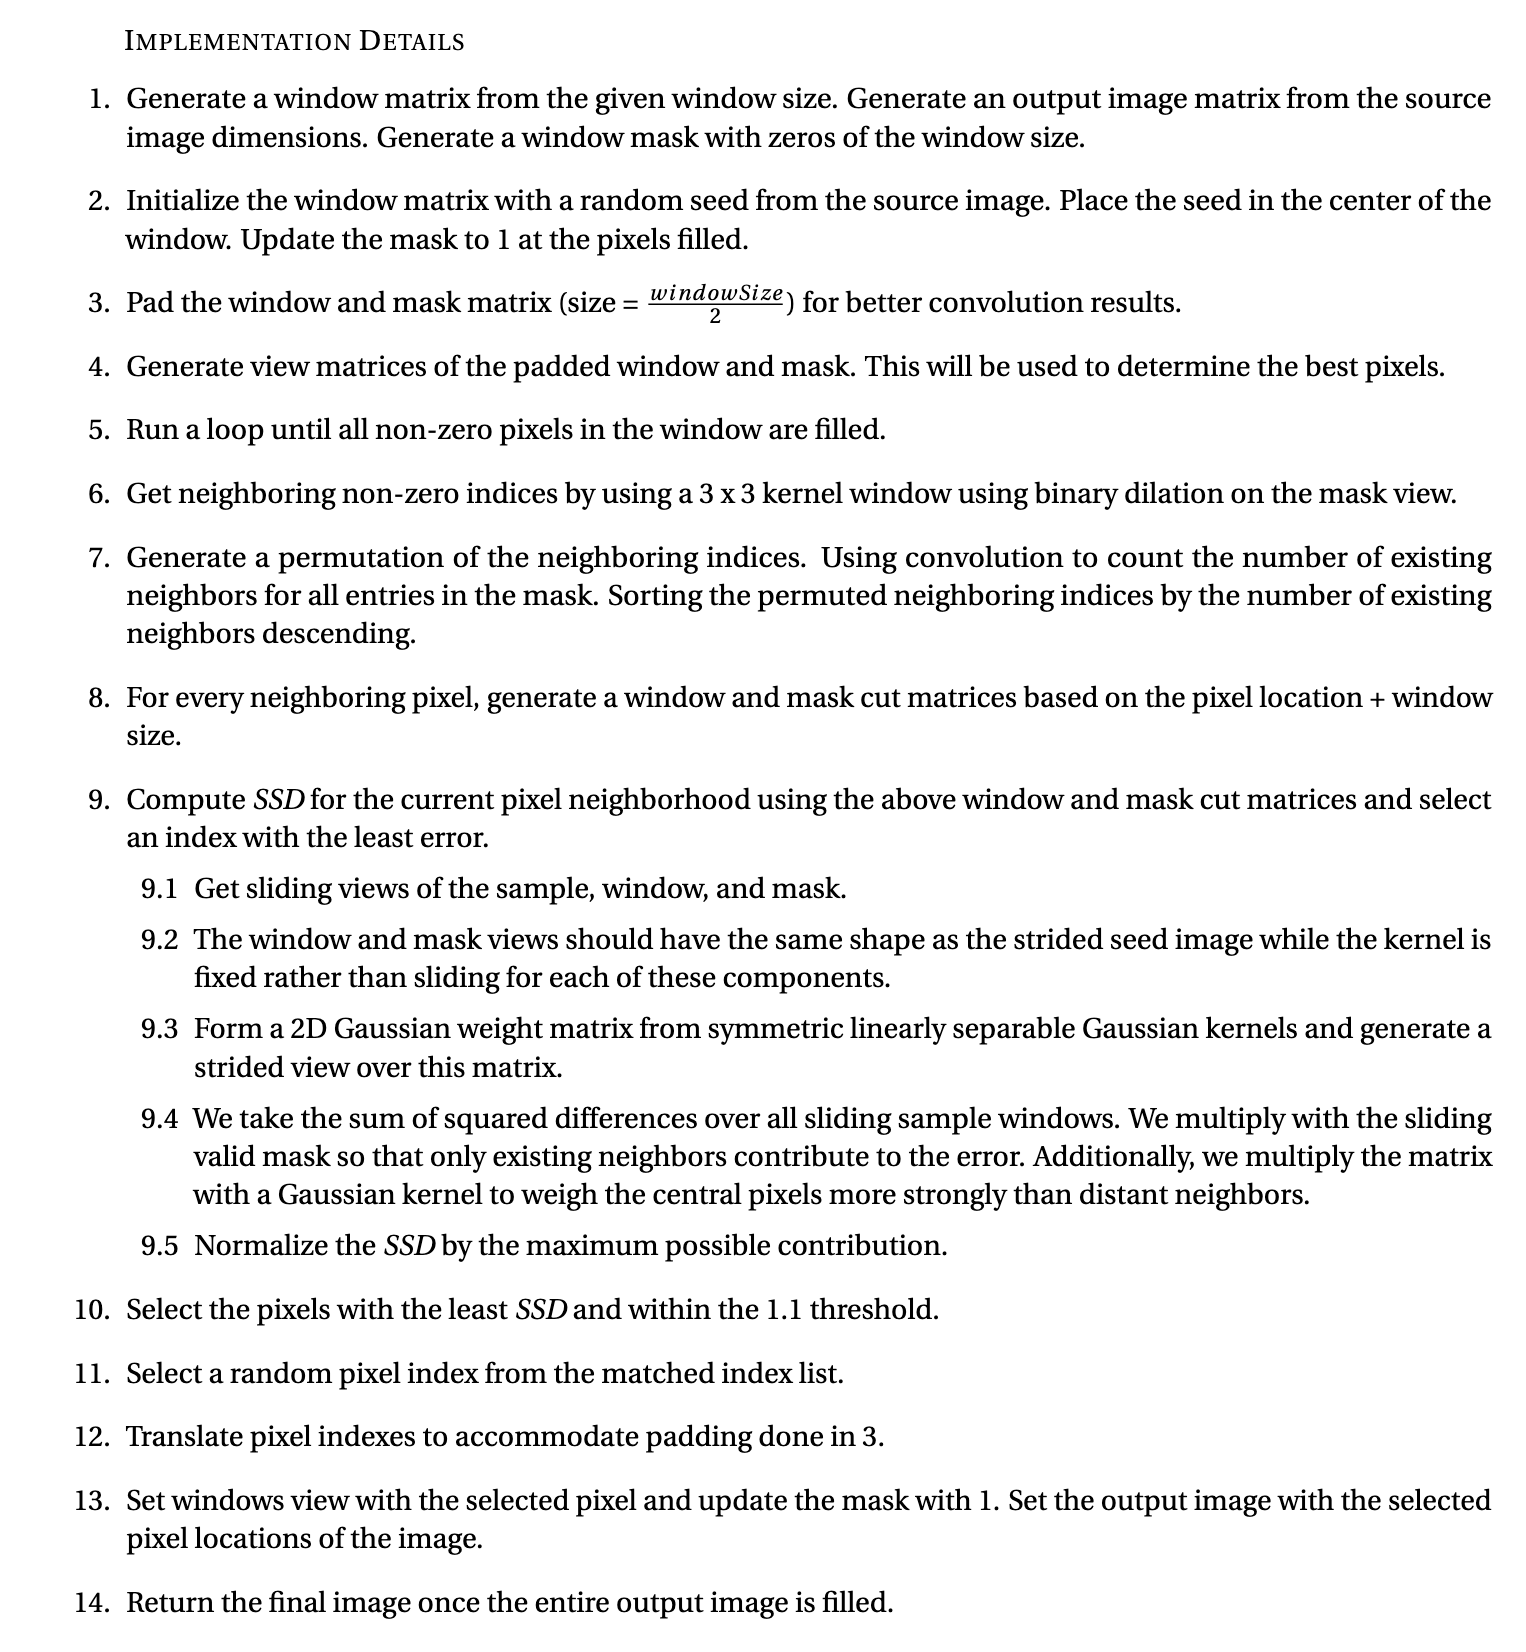 IMPLEMENTATION DETAILS
1. Generate a window matrix from the given window size. Generate an output image matrix from the source
image dimensions. Generate a window mask with zeros of the window size.
2. Initialize the window matrix with a random seed from the source image. Place the seed in the center of the
window. Update the mask to 1 at the pixels filled.
3. Pad the window and mask matrix (size = windowSize/2) for better convolution results.
4. Generate view matrices of the padded window and mask. This will be used to determine the best pixels.
5. Run a loop until all non-zero pixels in the window are filled.
6. Get neighboring non-zero indices by using a 3 x 3 kernel window using binary dilation on the mask view.
7. Generate a permutation of the neighboring indices. Using convolution to count the number of existing
neighbors for all entries in the mask. Sorting the permuted neighboring indices by the number of existing
neighbors descending.
8. For every neighboring pixel, generate a window and mask cut matrices based on the pixel location + window
size.
9. Compute SSD for the current pixel neighborhood using the above window and mask cut matrices and select
an index with the least error.
9.1 Get sliding views of the sample, window, and mask.
9.2 The window and mask views should have the same shape as the strided seed image while the kernel is
fixed rather than sliding for each of these components.
9.3 Form a 2D Gaussian weight matrix from symmetric linearly separable Gaussian kernels and generate a
strided view over this matrix.
9.4 We take the sum of squared differences over all sliding sample windows. We multiply with the sliding
valid mask so that only existing neighbors contribute to the error. Additionally, we multiply the matrix
with a Gaussian kernel to weigh the central pixels more strongly than distant neighbors.
9.5 Normalize the SSD by the maximum possible contribution.
10. Select the pixels with the least SSD and within the 1.1 threshold.
11. Select a random pixel index from the matched index list.
12. Translate pixel indexes to accommodate padding done in 3.
13. Set windows view with the selected pixel and update the mask with 1. Set the output image with the selected
pixel locations of the image.
14. Return the final image once the entire output image is filled.